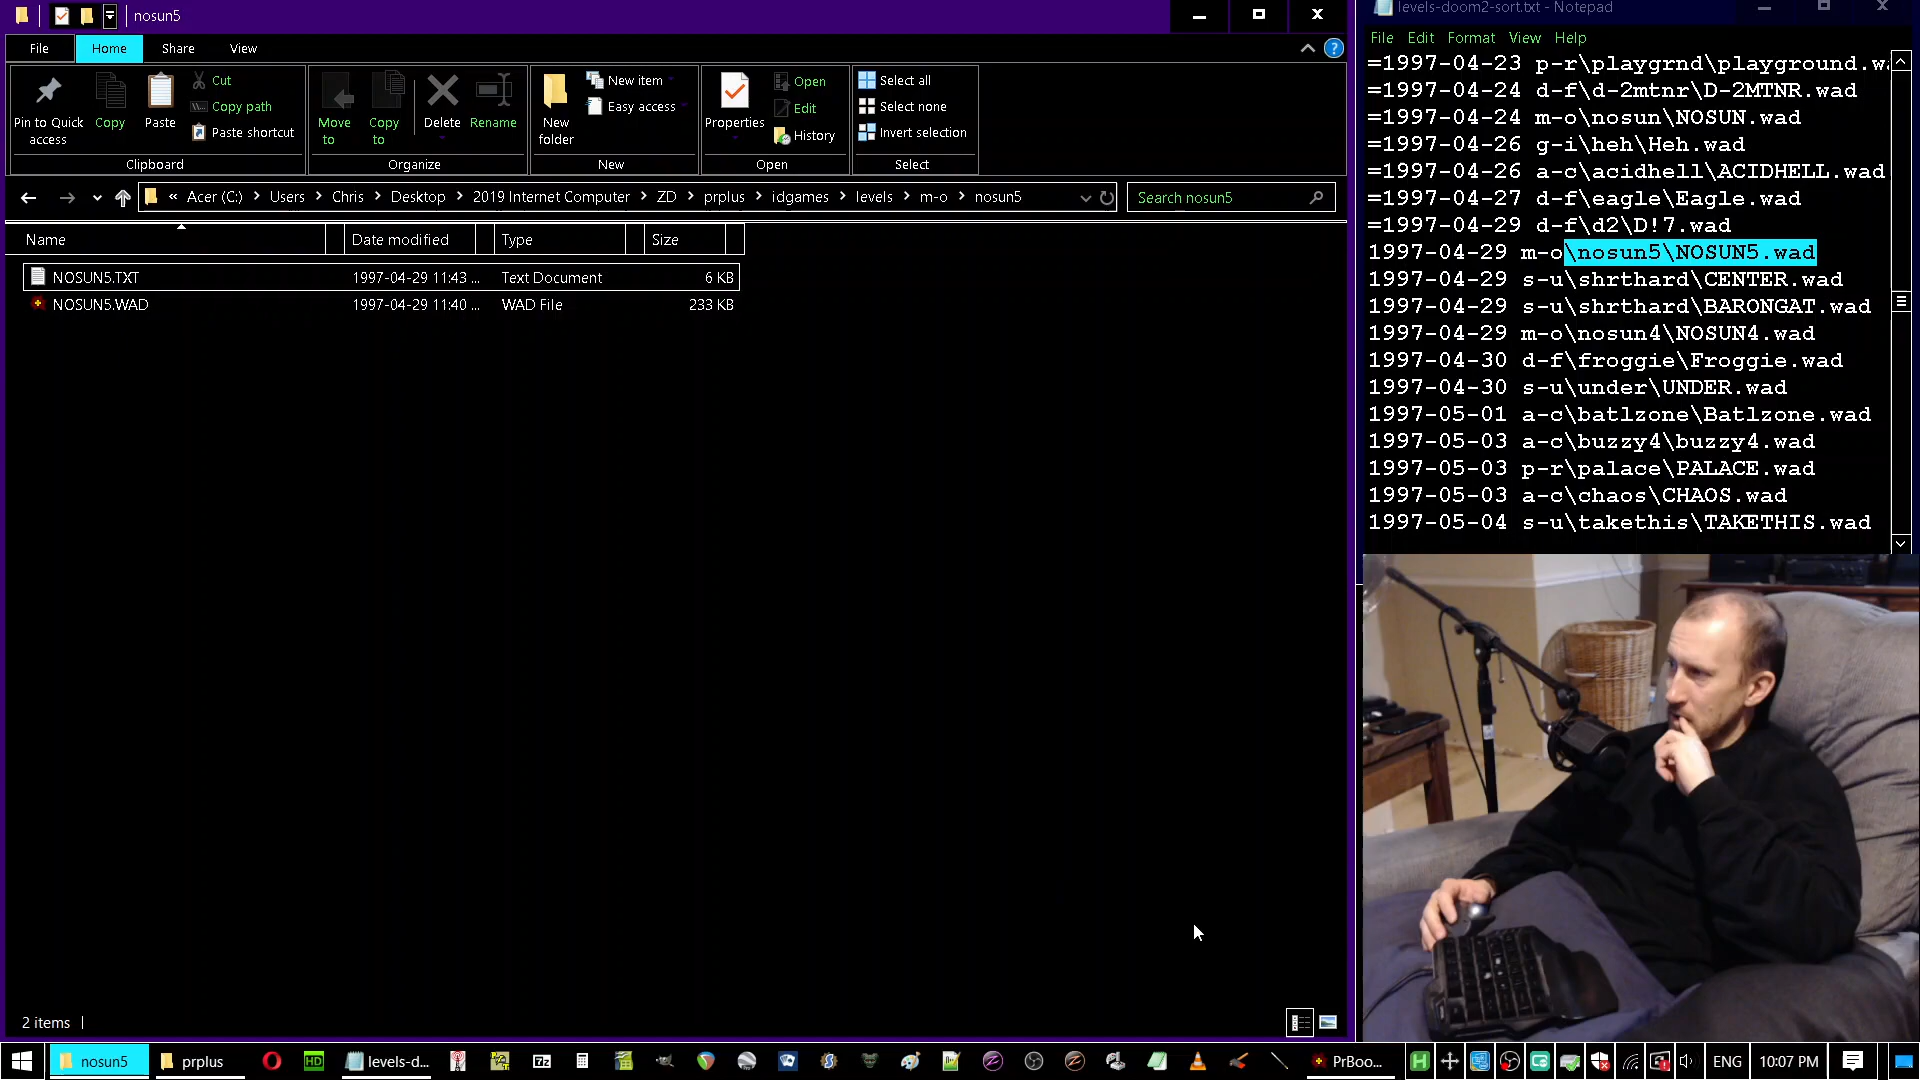 nosun5
levels-doom2-sort.txt - Notepad
File
Home
Share
View
File Edit Format View Help
Pin to Quick access
Copy
Paste
Cut
Copy path
Paste shortcut
Clipboard
Move to
Copy to
Delete
Rename
Organize
New folder
New item
Easy access
New
Properties
Open
Edit
History
Open
Select all
Select none
Invert selection
Select
« Acer (C:) > Users > Chris > Desktop > 2019 Internet Computer > ZD > prplus > idgames > levels > m-o > nosun5
Search nosun5
Name
Date modified
Type
Size
NOSUN5.TXT 1997-04-29 11:43 ... Text Document 6 KB
NOSUN5.WAD 1997-04-29 11:40 ... WAD File 233 KB
=1997-04-23 p-r\playgrnd\playground.wa
=1997-04-24 d-f\d-2mtnr\D-2MTNR.wad
=1997-04-24 m-o\nosun\NOSUN.wad
=1997-04-26 g-i\heh\Heh.wad
=1997-04-26 a-c\acidhell\ACIDHELL.wad
=1997-04-27 d-f\eagle\Eagle.wad
=1997-04-29 d-f\d2\D!7.wad
1997-04-29 m-o\nosun5\NOSUN5.wad
1997-04-29 s-u\shrthard\CENTER.wad
1997-04-29 s-u\shrthard\BARONGAT.wad
1997-04-29 m-o\nosun4\NOSUN4.wad
1997-04-30 d-f\froggie\Froggie.wad
1997-04-30 s-u\under\UNDER.wad
1997-05-01 a-c\batlzone\Batlzone.wad
1997-05-03 a-c\buzzy4\buzzy4.wad
1997-05-03 p-r\palace\PALACE.wad
1997-05-03 a-c\chaos\CHAOS.wad
1997-05-04 s-u\takethis\TAKETHIS.wad
2 items
nosun5
prplus
HD
levels-d...
7z
PrBoo...
ENG
10:07 PM